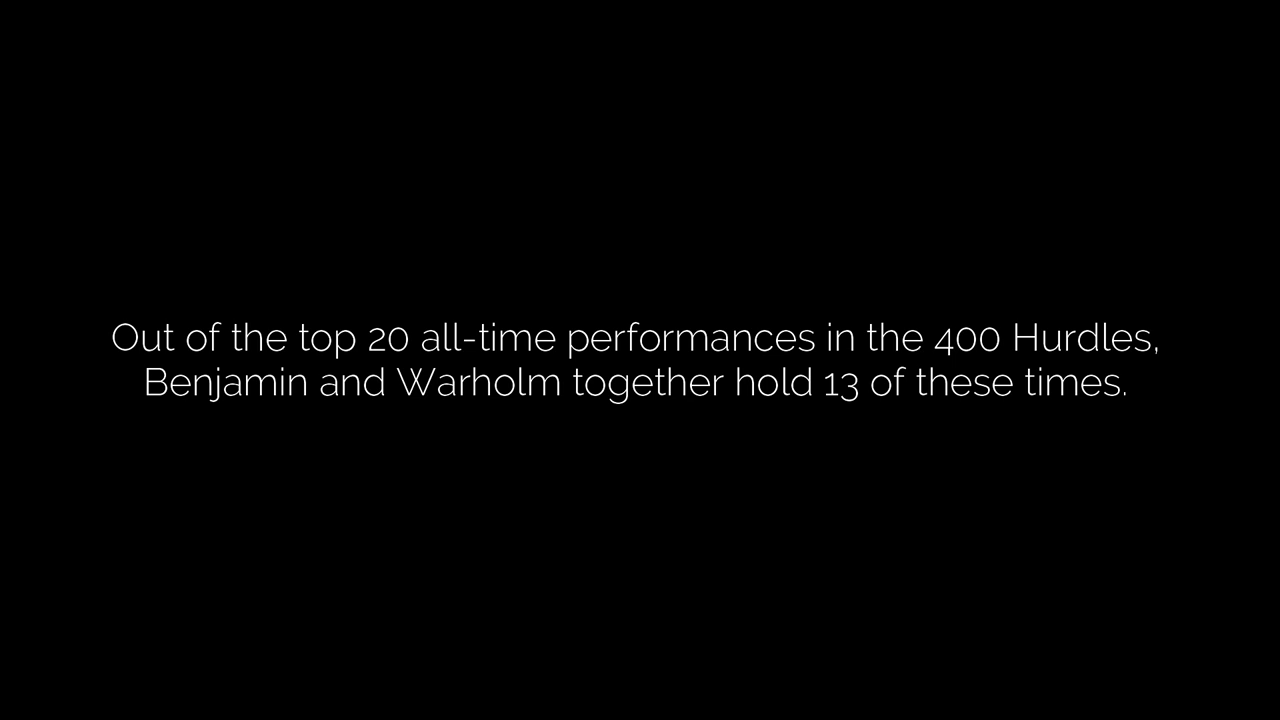 Out of the top 20 all-time performances in the 400 Hurdles,
Benjamin and Warholm together hold 13 of these times.